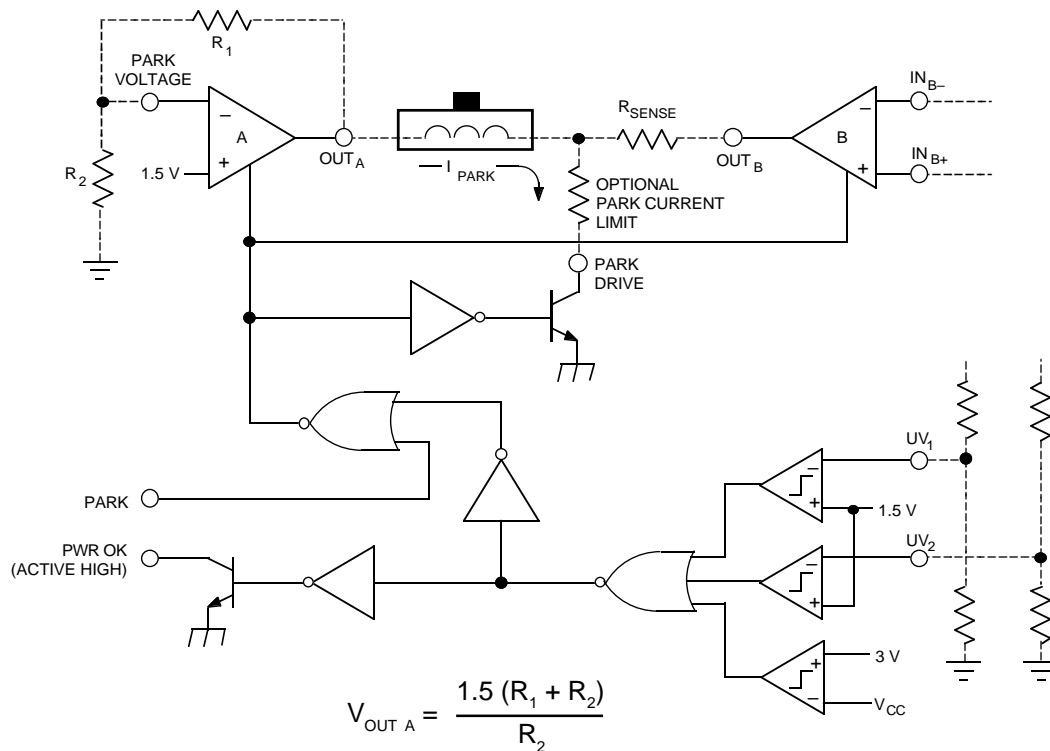 R1
PARK
VOLTAGE
−
A
+
1.5 V
R2
OUTA
I PARK
RSENSE
OUTB
−
B
+
INB–
INB+
OPTIONAL
PARK CURRENT
LIMIT
PARK
DRIVE
PARK
PWR OK
(ACTIVE HIGH)
UV1
−
+
1.5 V
UV2
−
+
3 V
+
−
VCC
VOUT A = 1.5 (R1 + R2)
R2